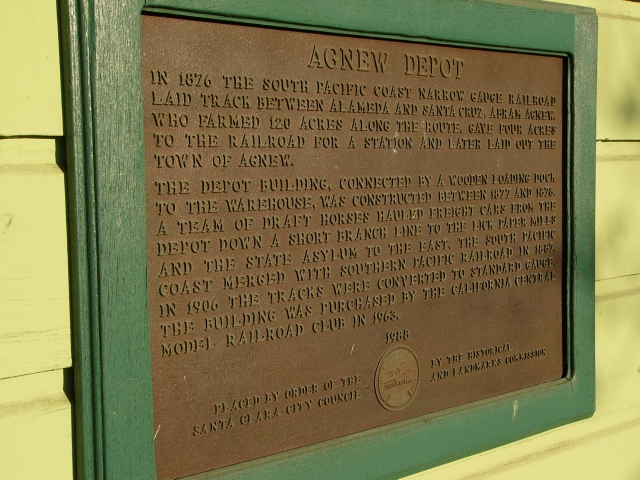 AGNEW DEPOT
IN 1876 THE SOUTH PACIFIC COAST NARROW GAUGE RAILROAD
LAID TRACK BETWEEN ALAMEDA AND SANTA CRUZ. ABRAM AGNEW,
WHO FARMED 120 ACRES ALONG THE ROUTE, GAVE FOUR ACRES
TO THE RAILROAD FOR A STATION AND LATER LAID OUT THE
TOWN OF AGNEW.
THE DEPOT BUILDING, CONNECTED BY A WOODEN LOADING DOCK
TO THE WAREHOUSE, WAS CONSTRUCTED BETWEEN 1877 AND 1878.
A TEAM OF DRAFT HORSES HAULED FREIGHT CARS FROM THE
DEPOT DOWN A SHORT BRANCH LINE TO THE LICK PAPER MILLS
AND THE STATE ASYLUM TO THE EAST. THE SOUTH PACIFIC
COAST MERGED WITH SOUTHERN PACIFIC RAILROAD IN 1887.
IN 1906 THE TRACKS WERE CONVERTED TO STANDARD GAUGE.
THE BUILDING WAS PURCHASED BY THE CALIFORNIA CENTRAL
MODEL RAILROAD CLUB IN 1963.
1988
PLACED BY ORDER OF THE
SANTA CLARA CITY COUNCIL
BY THE HISTORICAL
AND LANDMARKS COMMISSION